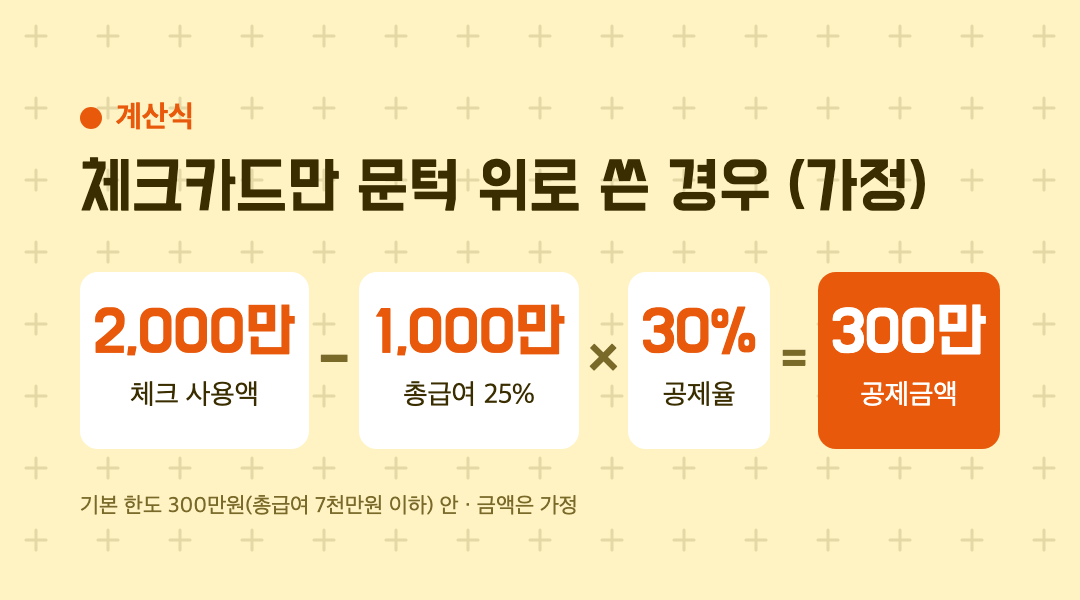 계산식
체크카드만 문턱 위로 쓴 경우 (가정)
2,000만 − 1,000만 × 30% = 300만
체크 사용액 총급여 25% 공제율 공제금액
기본 한도 300만원(총급여 7천만원 이하) 안 · 금액은 가정